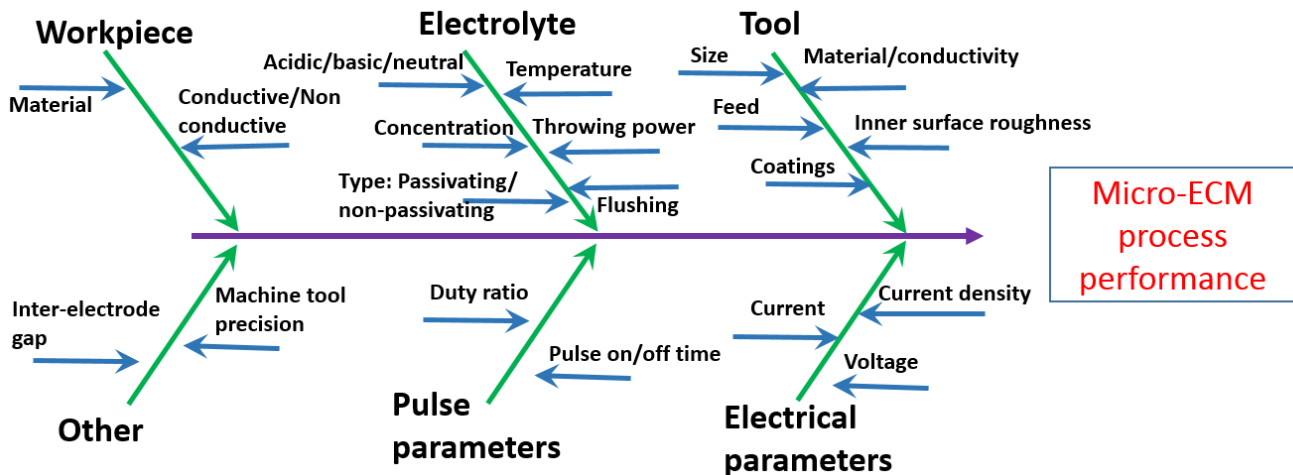 Workpiece
Material
Conductive/Non
conductive
Electrolyte
Acidic/basic/neutral
Temperature
Concentration
Throwing power
Type: Passivating/
non-passivating
Flushing
Tool
Size
Material/conductivity
Feed
Inner surface roughness
Coatings
Micro-ECM
process
performance
Inter-electrode
gap
Machine tool
precision
Other
Duty ratio
Pulse on/off time
Pulse
parameters
Current
Current density
Voltage
Electrical
parameters